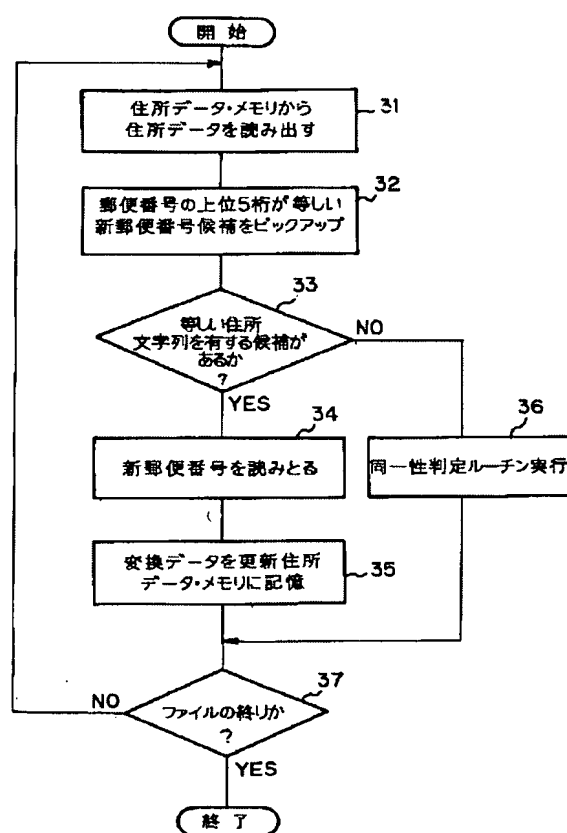 開始
住所データ・メモリから
住所データを読み出す
31
郵便番号の上位5桁が等しい
新郵便番号候補をピックアップ
32
33
等しい住所
文字列を有する候補が
あるか
?
NO
YES
34
新郵便番号を読みとる
36
同一性判定ルーチン実行
変換データを更新住所
データ・メモリに記憶
35
37
NO
ファイルの終りか
?
YES
終了